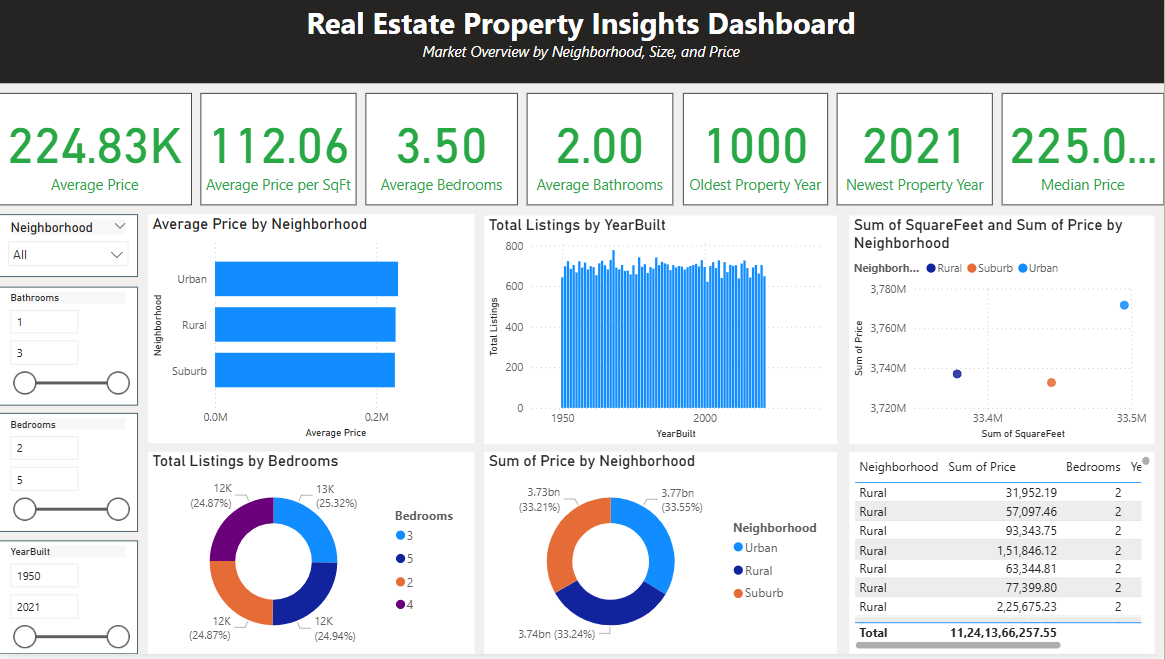 Real Estate Property Insights Dashboard
Market Overview by Neighborhood, Size, and Price
224.83K
Average Price
112.06
Average Price per SqFt
3.50
Average Bedrooms
2.00
Average Bathrooms
1000
Oldest Property Year
2021
Newest Property Year
225.0...
Median Price
Neighborhood
All
Bathrooms
1
3
Bedrooms
2
5
YearBuilt
1950
2021
Average Price by Neighborhood
Neighborhood
Urban
Rural
Suburb
0.0M 0.2M
Average Price
Total Listings by YearBuilt
Total Listings
800
600
400
200
0
1950 2000
YearBuilt
Sum of SquareFeet and Sum of Price by
Neighborhood
Neighborh... Rural Suburb Urban
Sum of Price
3,780M
3,760M
3,740M
3,720M
33.4M 33.5M
Sum of SquareFeet
Total Listings by Bedrooms
12K
(24.87%)
13K
(25.32%)
12K
(24.87%)
12K
(24.94%)
Bedrooms
3
5
2
4
Sum of Price by Neighborhood
3.73bn
(33.21%)
3.77bn
(33.55%)
3.74bn (33.24%)
Neighborhood
Urban
Rural
Suburb
Neighborhood Sum of Price Bedrooms Ye
Rural 31,952.19 2
Rural 57,097.46 2
Rural 93,343.75 2
Rural 1,51,846.12 2
Rural 63,344.81 2
Rural 77,399.80 2
Rural 2,25,675.23 2
Total 11,24,13,66,257.55